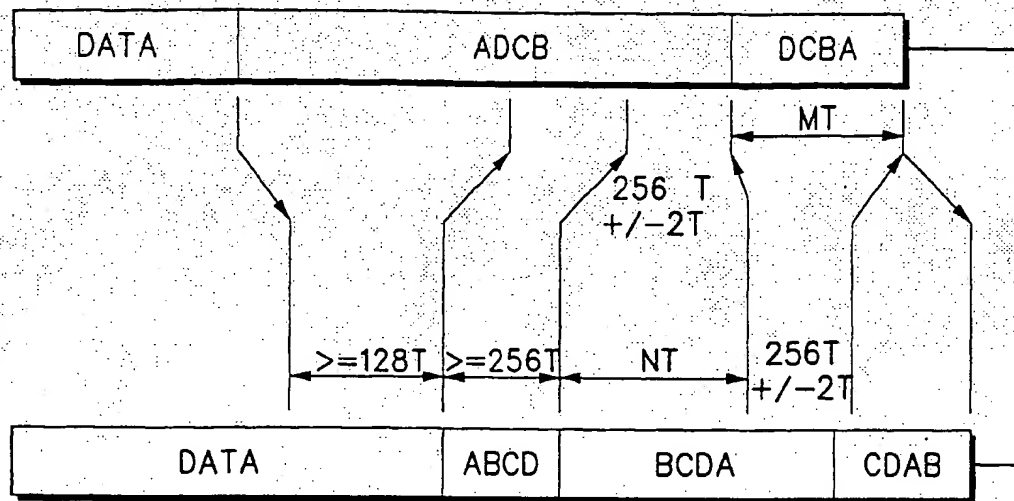 DATA ADCB DCBA
MT
256 T
+/-2T
>=128T >=256T NT 256T
+/-2T
DATA ABCD BCDA CDAB